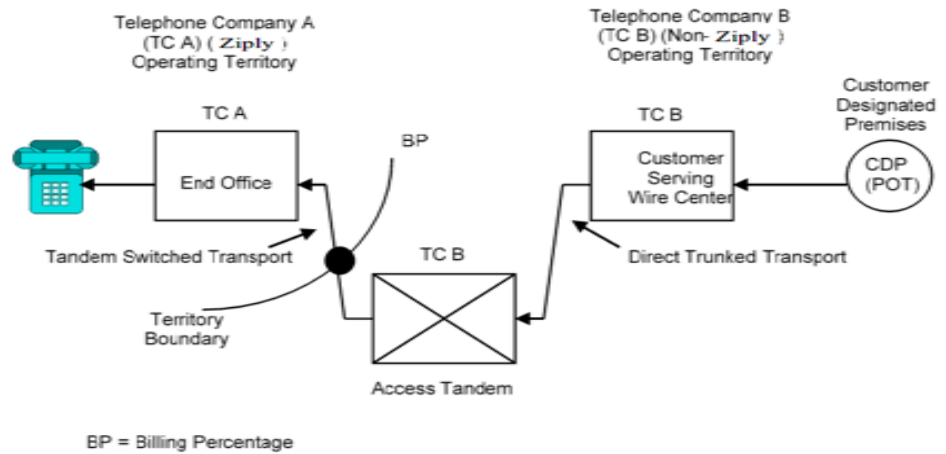 Telephone Company A
(TC A) ( Ziply )
Operating Territory
Telephone Company B
(TC B) (Non- Ziply )
Operating Territory
Customer
Designated
Premises
TC A
BP
TC B
End Office
Customer
Serving
Wire Center
CDP
(POT)
Tandem Switched Transport
TC B
Direct Trunked Transport
Territory
Boundary
Access Tandem
BP = Billing Percentage